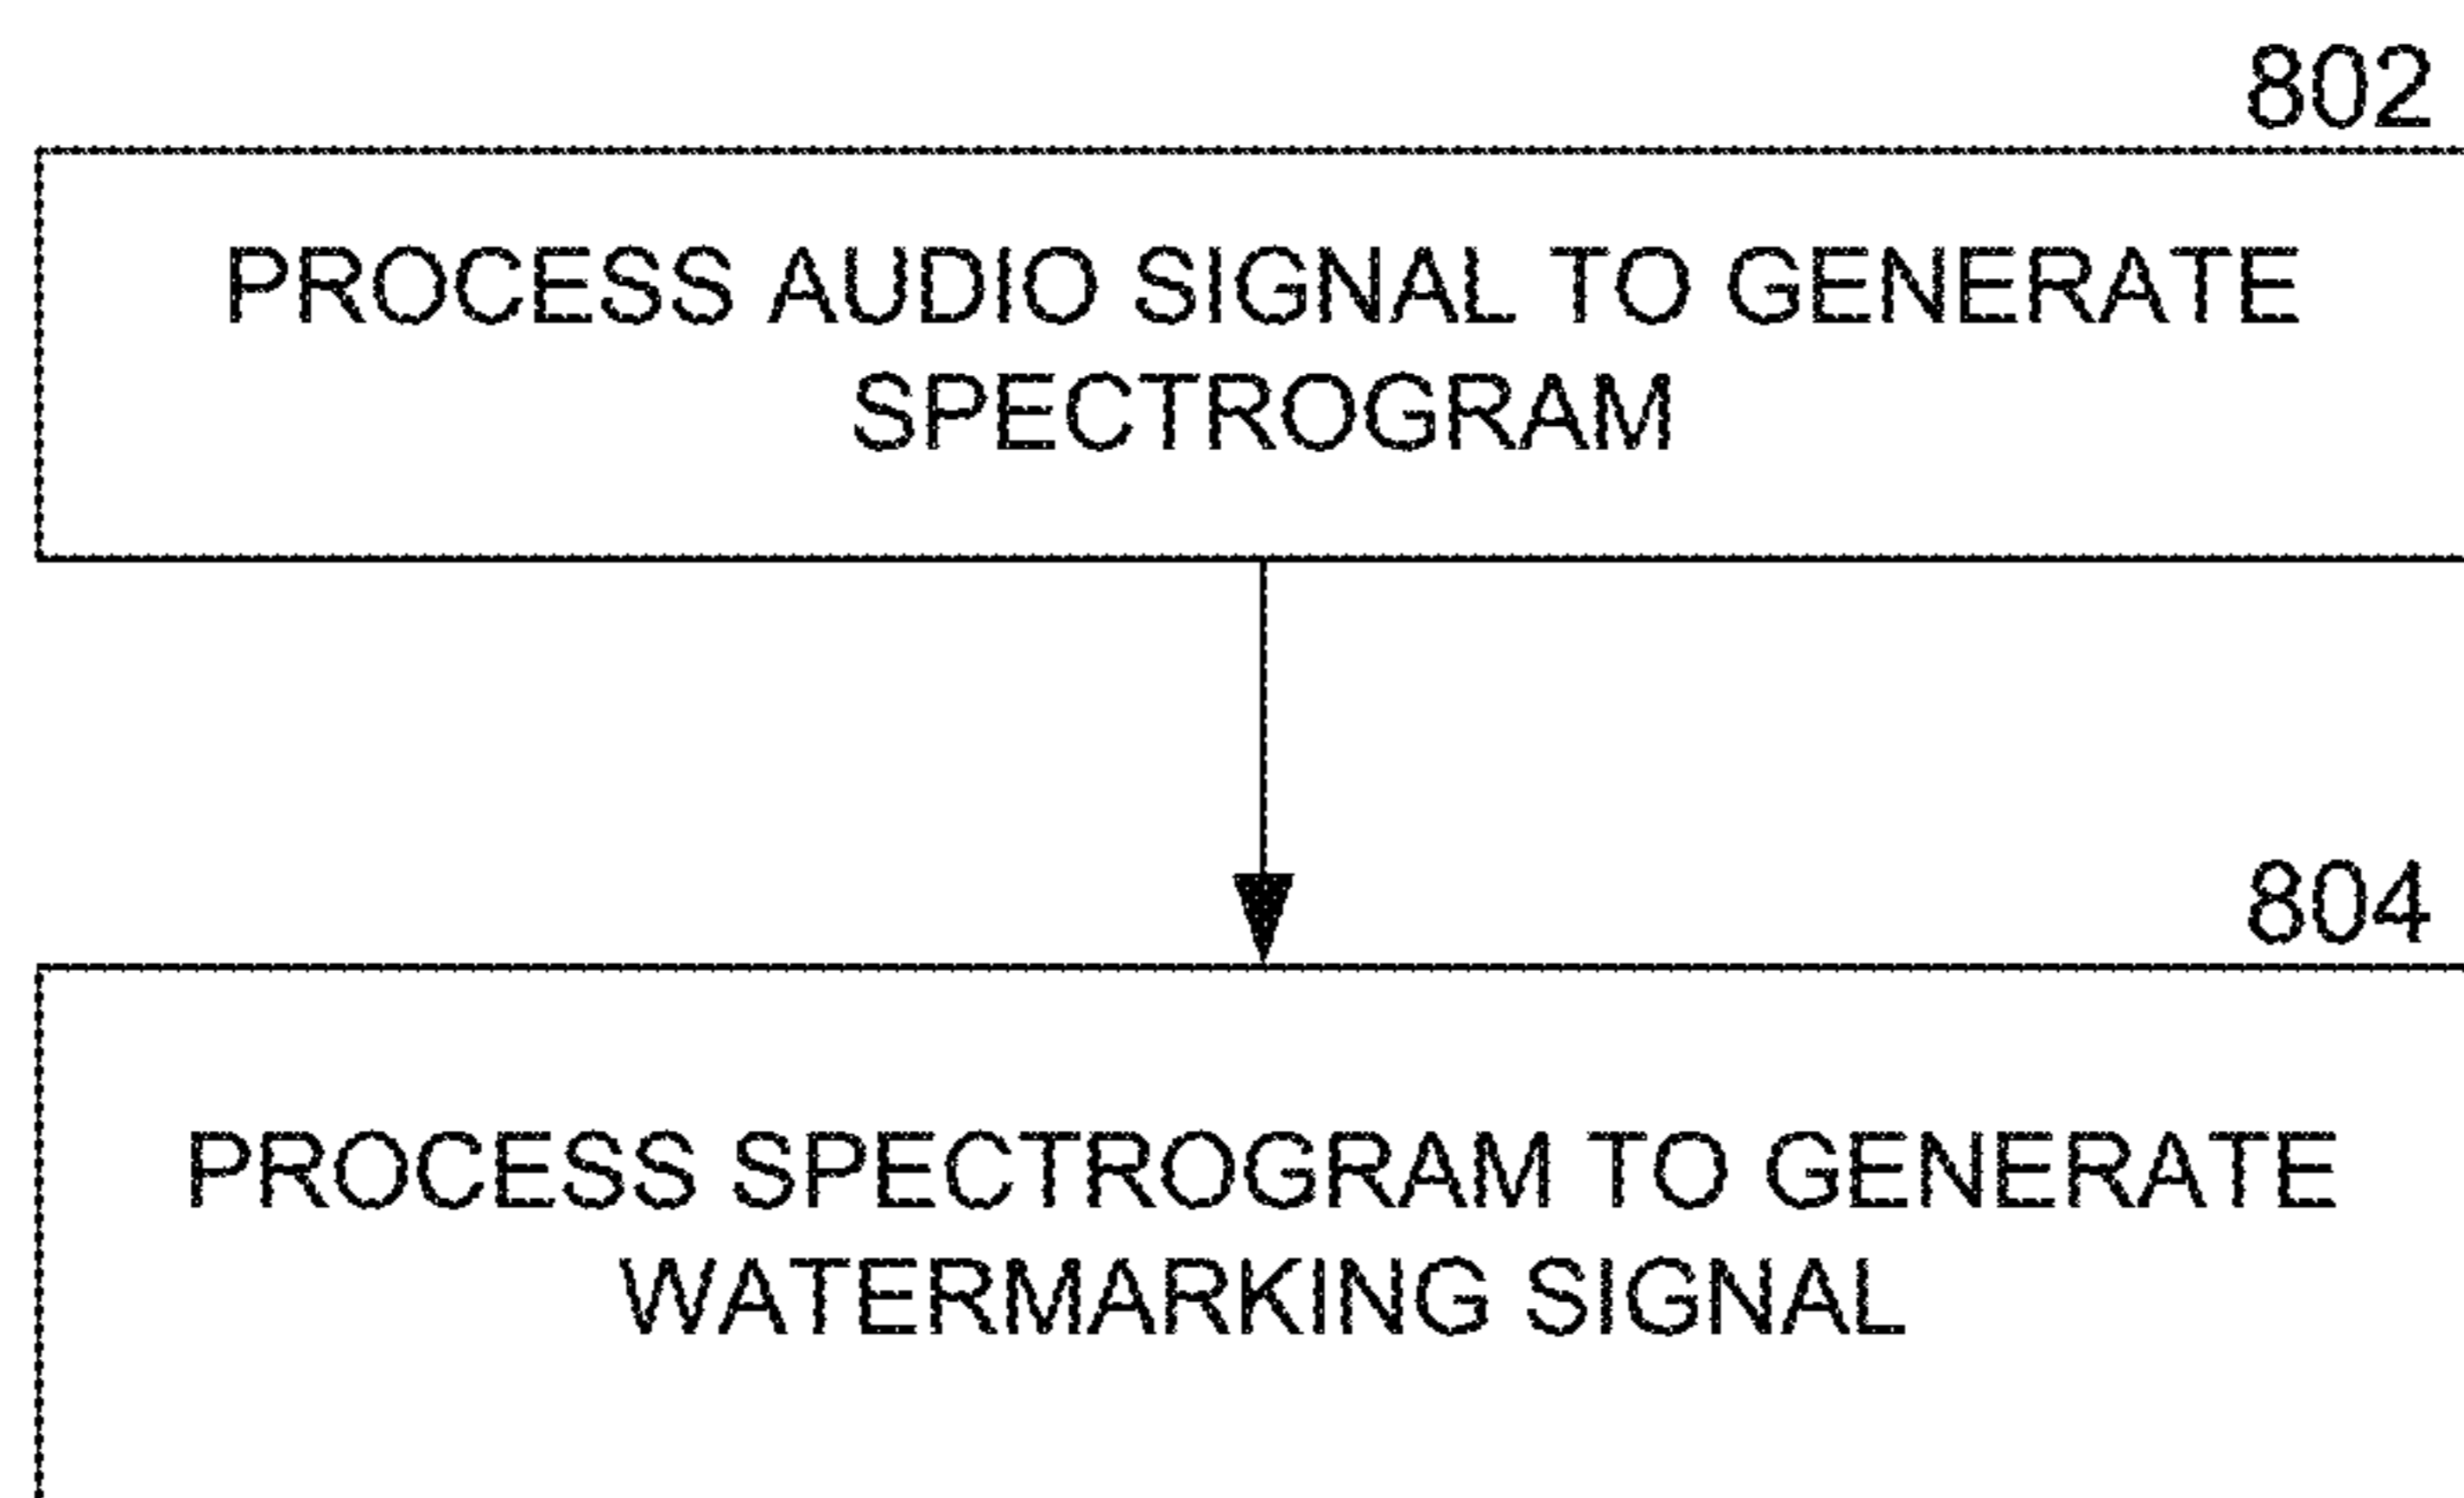 802
PROCESS AUDIO SIGNAL TO GENERATE
SPECTROGRAM
804
PROCESS SPECTROGRAM TO GENERATE
WATERMARKING SIGNAL